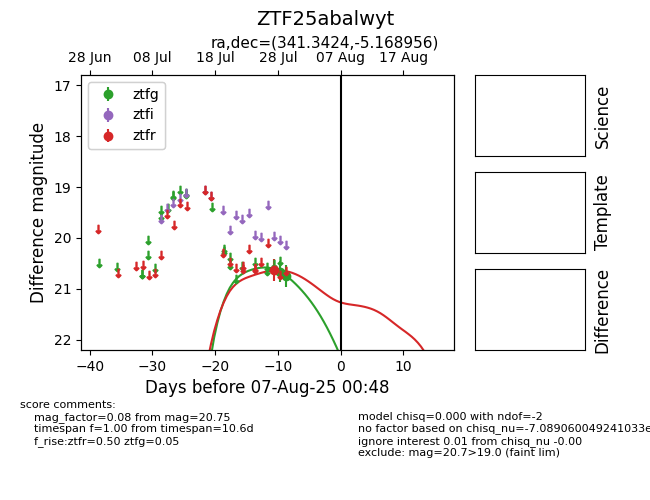 ZTF25abalwyt
ra,dec=(341.3424,-5.168956)
28 Jun 08 Jul 18 Jul 28 Jul 07 Aug 17 Aug
17
18
19
20
21
22
Difference magnitude
ztfg
ztfi
ztfr
−40 −30 −20 −10 0 10
Days before 07-Aug-25 00:48
Science
Template
Difference
score comments:
mag_factor=0.08 from mag=20.75
timespan f=1.00 from timespan=10.6d
f_rise:ztfr=0.50 ztfg=0.05
model chisq=0.000 with ndof=-2
no factor based on chisq_nu=-7.089060049241033e
ignore interest 0.01 from chisq_nu -0.00
exclude: mag=20.7>19.0 (faint lim)